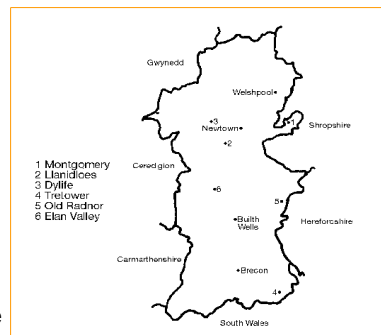 Gwynedd
Welshpool
3
1
Newtown
Shropshire
2
1 Montgomery
2 Llanidloes
3 Dylife
4 Tretower
5 Old Radnor
6 Elan Valley
Ceredigion
6
5
Builth
Wells
Herefordshire
Carmarthenshire
Brecon
4
South Wales
e